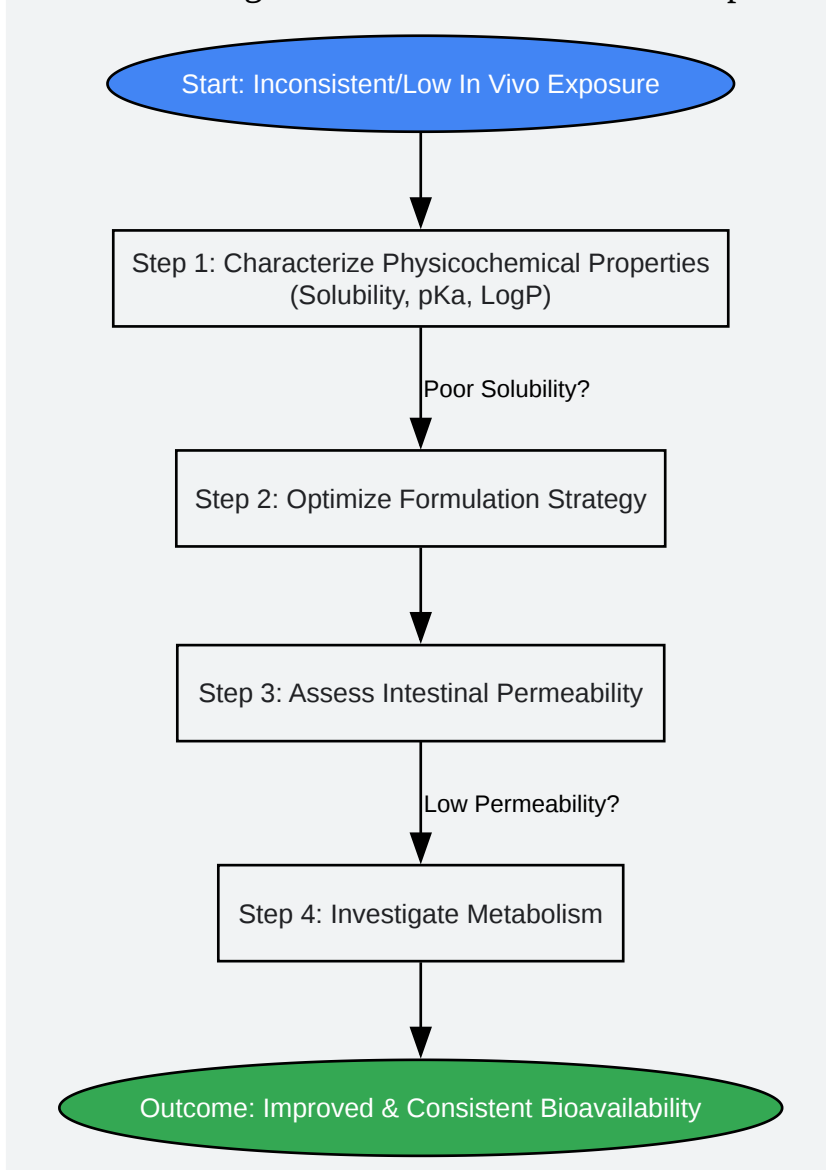 Start: Inconsistent/Low In Vivo Exposure
Step 1: Characterize Physicochemical Properties
(Solubility, pKa, LogP)
Poor Solubility?
Step 2: Optimize Formulation Strategy
Step 3: Assess Intestinal Permeability
Low Permeability?
Step 4: Investigate Metabolism
Outcome: Improved & Consistent Bioavailability